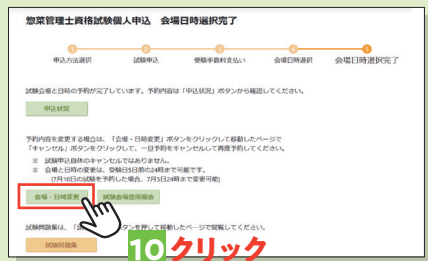 惣菜管理士資格試験個人申込　会場日時選択完了
申込方法選択　試験申込　受験手数料支払い　会場日時選択　会場日時選択完了
試験会場と日時の予約が完了しています。予約内容は「申込状況」ボタンから確認してください。
申込状況
予約内容を変更する場合は、「会場・日時変更」ボタンをクリックして移動したページで
「キャンセル」ボタンをクリックして、一旦予約をキャンセルして再度予約してください。
※　試験申込自体のキャンセルではありません。
※　会場と日時の変更は、受験日5日前の24時まで可能です。
(7月10日の試験を予約した場合、7月5日24時まで変更可能)
会場・日時変更　試験会場空席照会
試験問題集は、「試　　タンを押して移動したページで閲覧してください。
試験問題集
10 クリック